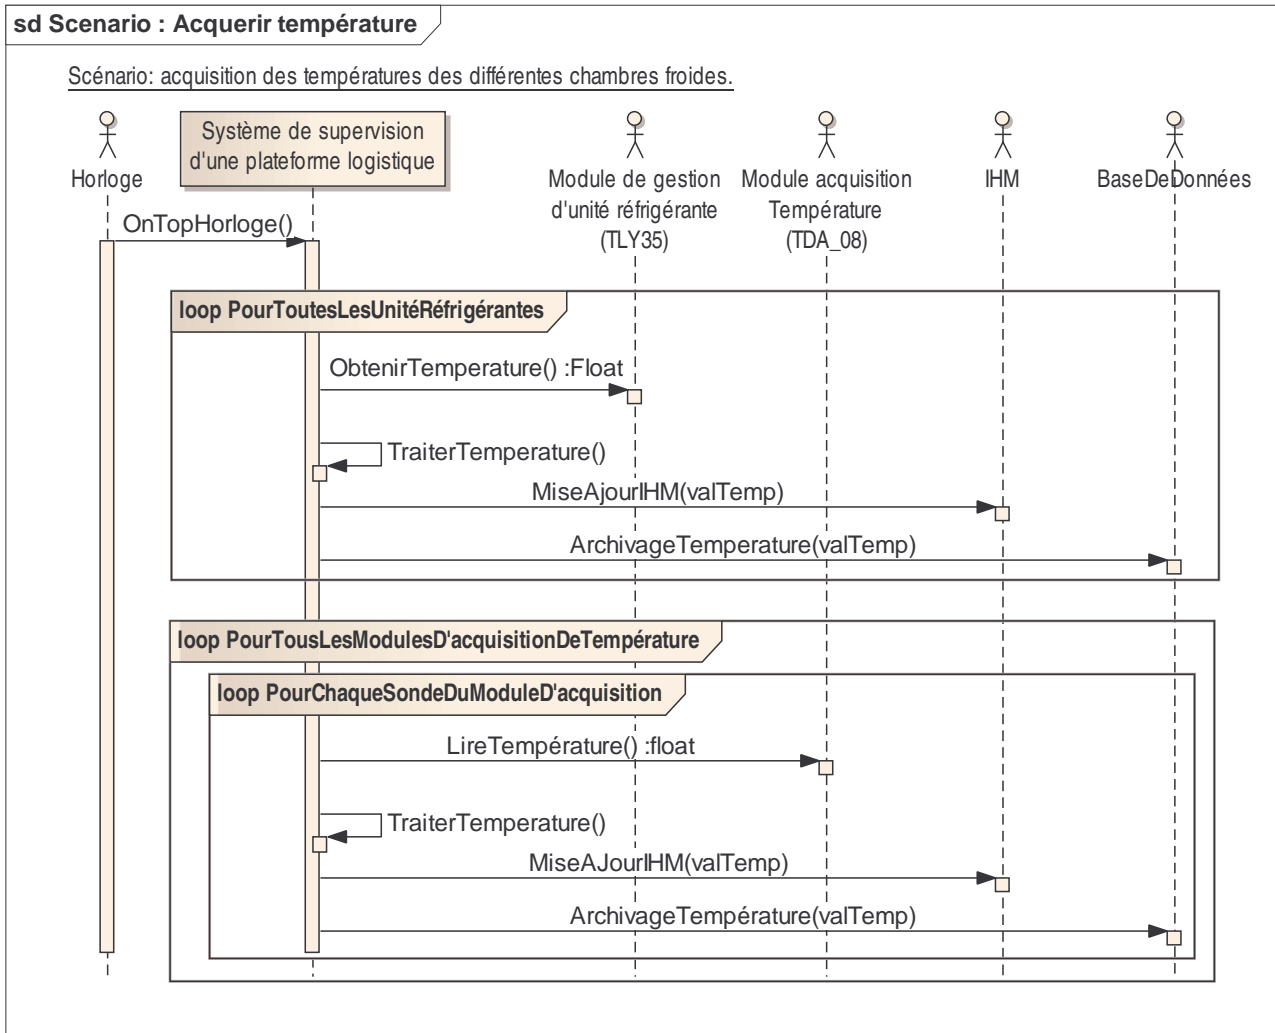 sd Scenario : Acquerir température
Scénario: acquisition des températures des différentes chambres froides.
Horloge
Système de supervision
d'une plateforme logistique
Module de gestion
d'unité réfrigérante
(TLY35)
Module acquisition
Température
(TDA_08)
IHM
BaseDeDonnées
OnTopHorloge()
loop PourToutesLesUnitéRéfrigérantes
ObtenirTemperature() :Float
TraiterTemperature()
MiseAjourIHM(valTemp)
ArchivageTemperature(valTemp)
loop PourTousLesModulesD'acquisitionDeTempérature
loop PourChaqueSondeDuModuleD'acquisition
LireTempérature() :float
TraiterTemperature()
MiseAJourIHM(valTemp)
ArchivageTempérature(valTemp)